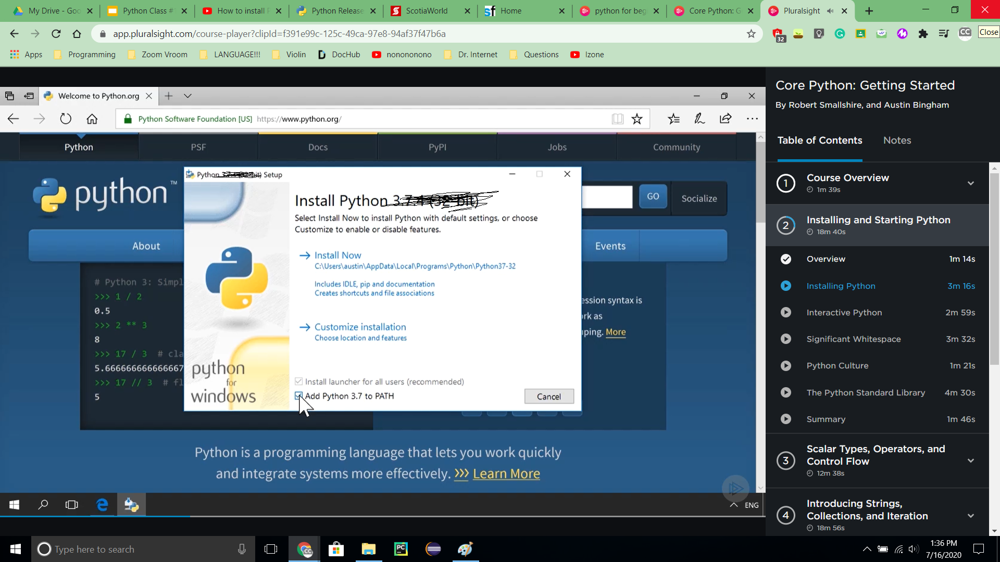 My Drive - Goo
Python Class #
How to install P
Python Release
ScotiaWorld
Home
python for beg
Core Python: G
Pluralsight
app.pluralsight.com/course-player?clipId=f391e99c-125c-49ca-97e8-94af37f47b6a
32
CC
Close
Apps
Programming
Zoom Vroom
LANGUAGE!!!
Violin
DocHub
nonononono
Dr. Internet
Questions
Izone
Welcome to Python.org
Python Software Foundation [US] https://www.python.org/
Python
PSF
Docs
PyPI
Jobs
Community
python™
GO
Socialize
About
Events
# Python 3: Simpl
>>> 1 / 2
0.5
>>> 2 ** 3
8
>>> 17 / 3 # cla
5.666666666666667
>>> 17 // 3 # fl
5
ession syntax is
rk as
ping. More
Python Setup
Install Python 3.7.4 (32-bit)
Select Install Now to install Python with default settings, or choose
Customize to enable or disable features.
Install Now
C:\Users\austin\AppData\Local\Programs\Python\Python37-32
Includes IDLE, pip and documentation
Creates shortcuts and file associations
Customize installation
Choose location and features
python
for
windows
Install launcher for all users (recommended)
Add Python 3.7 to PATH
Cancel
Python is a programming language that lets you work quickly
and integrate systems more effectively. >>> Learn More
ENG
Core Python: Getting Started
By Robert Smallshire, and Austin Bingham
Table of Contents
Notes
1 Course Overview
1m 39s
2 Installing and Starting Python
18m 40s
Overview 1m 14s
Installing Python 3m 16s
Interactive Python 2m 59s
Significant Whitespace 3m 32s
Python Culture 1m 21s
The Python Standard Library 4m 30s
Summary 1m 46s
3 Scalar Types, Operators, and
Control Flow
12m 38s
4 Introducing Strings,
Collections, and Iteration
18m 56s
Type here to search
PC
1:36 PM
7/16/2020